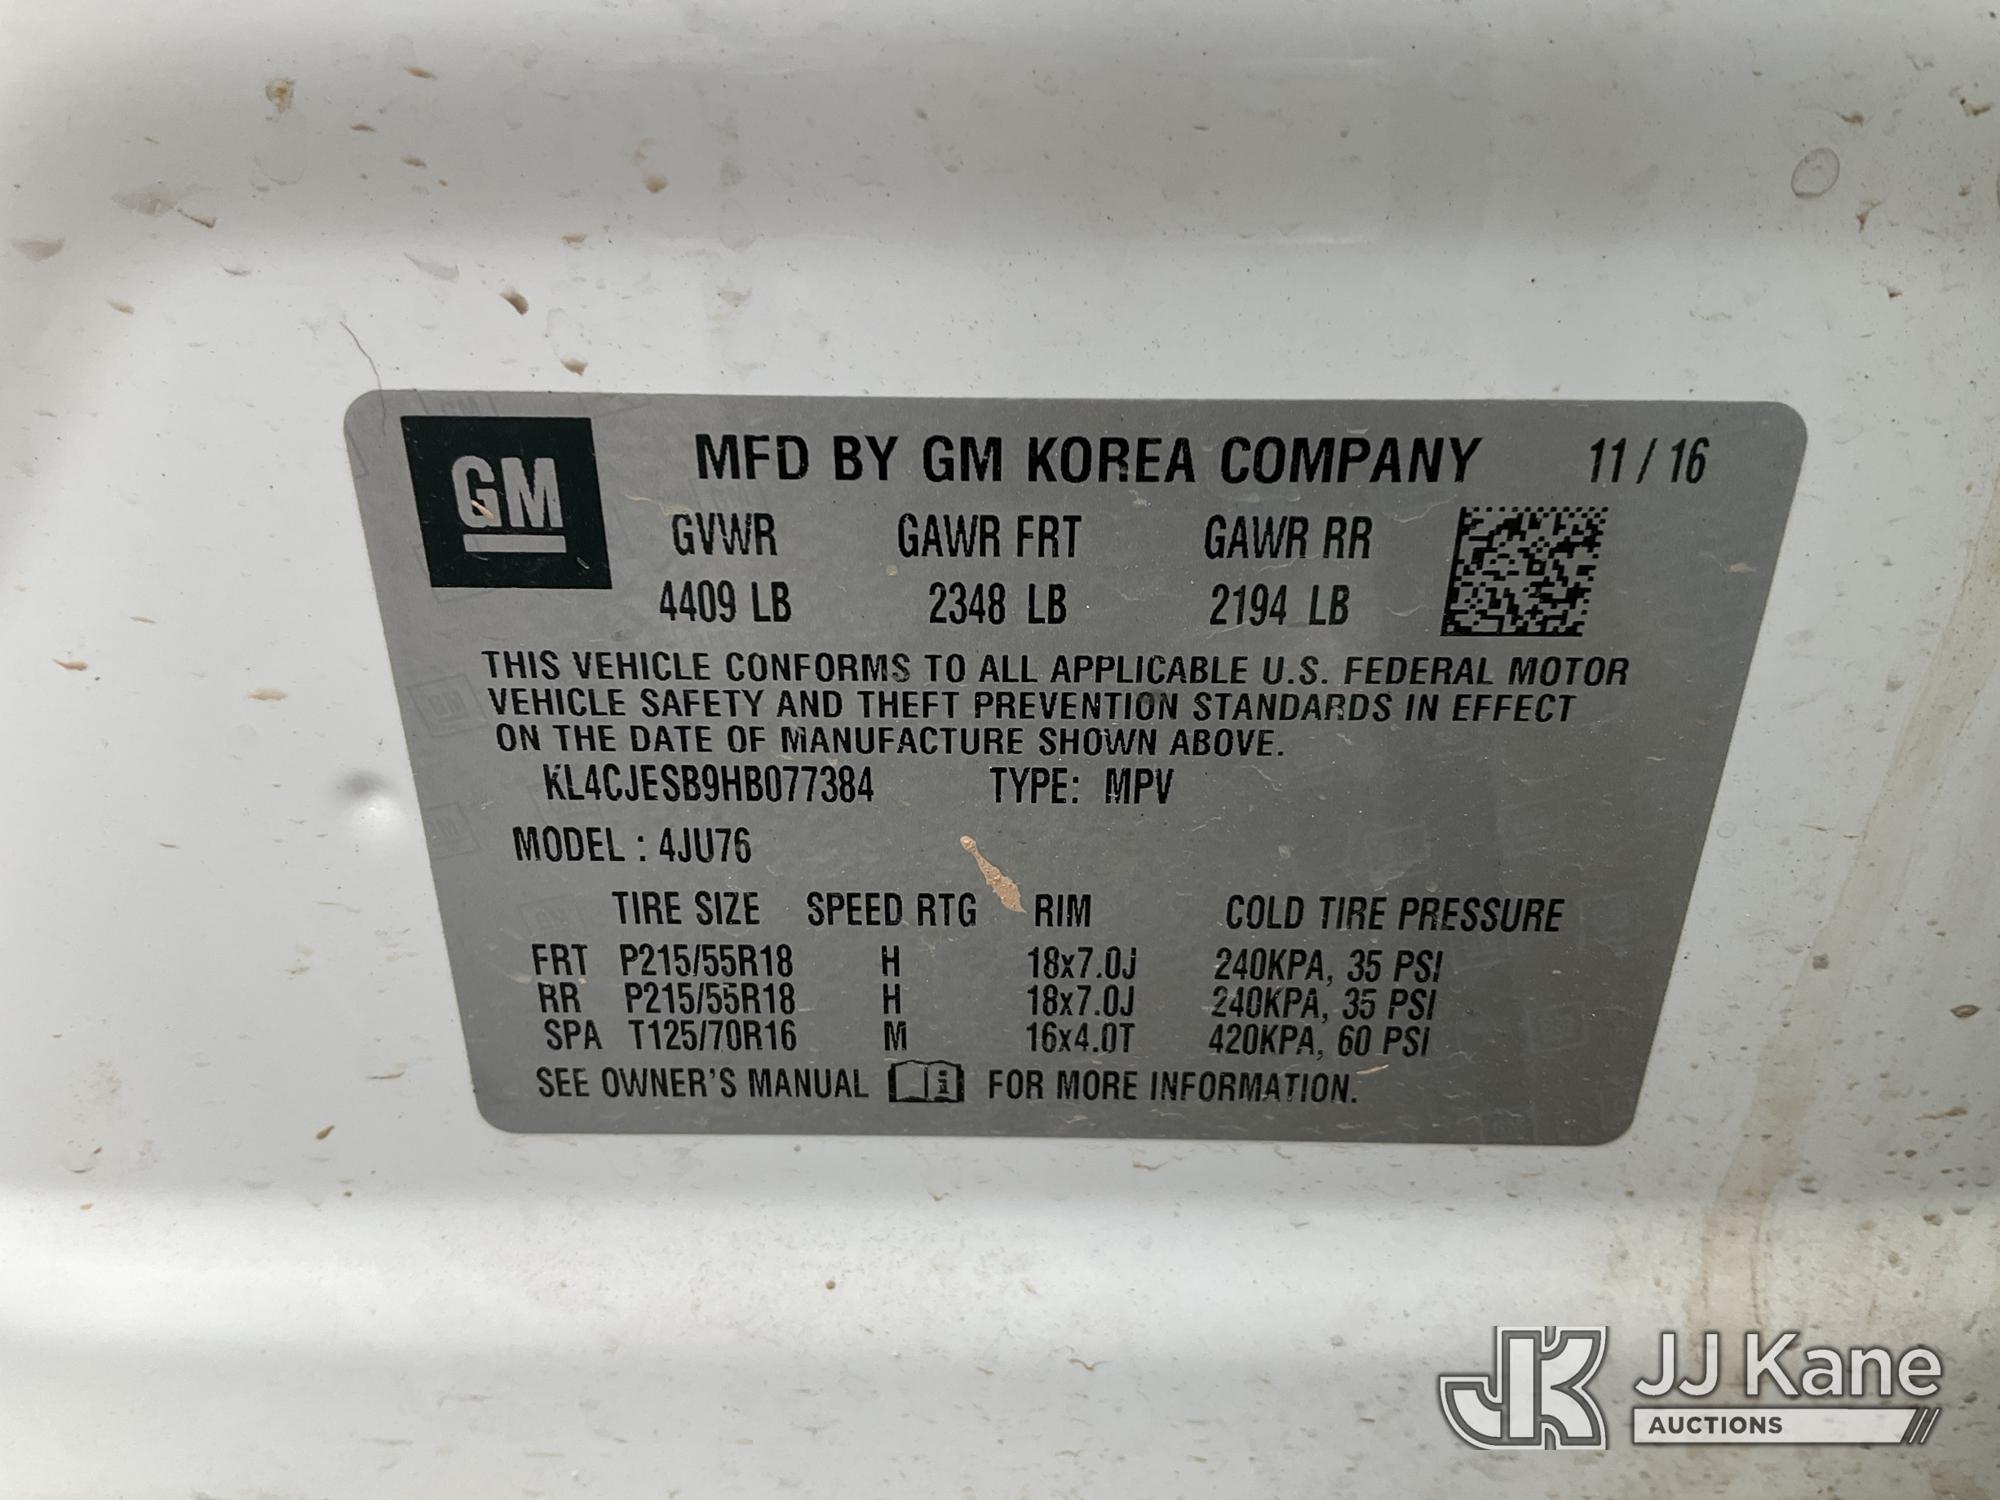 GM
MFD BY GM KOREA COMPANY 11 / 16
GVWR GAWR FRT GAWR RR
4409 LB 2348 LB 2194 LB
THIS VEHICLE CONFORMS TO ALL APPLICABLE U.S. FEDERAL MOTOR
VEHICLE SAFETY AND THEFT PREVENTION STANDARDS IN EFFECT
ON THE DATE OF MANUFACTURE SHOWN ABOVE.
KL4CJESB9HB077384 TYPE: MPV
MODEL : 4JU76
TIRE SIZE SPEED RTG RIM COLD TIRE PRESSURE
FRT P215/55R18 H 18x7.0J 240KPA, 35 PSI
RR P215/55R18 H 18x7.0J 240KPA, 35 PSI
SPA T125/70R16 M 16x4.0T 420KPA, 60 PSI
SEE OWNER'S MANUAL FOR MORE INFORMATION.
JK JJ Kane
AUCTIONS